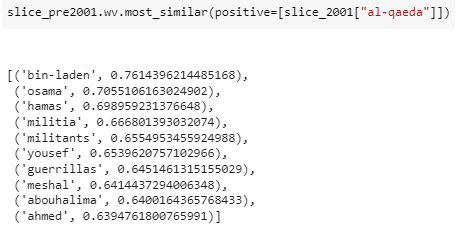 slice_pre2001.wv.most_similar(positive=[slice_2001["al-qaeda"]])
[('bin-laden', 0.7614396214485168),
('osama', 0.7055106163024902),
('hamas', 0.698959231376648),
('militia', 0.666801393032074),
('militants', 0.6554953455924988),
('yousef', 0.6539620757102966),
('guerrillas', 0.6451461315155029),
('meshal', 0.6414437294006348),
('abouhalima', 0.6400164365768433),
('ahmed', 0.6394761800765991)]